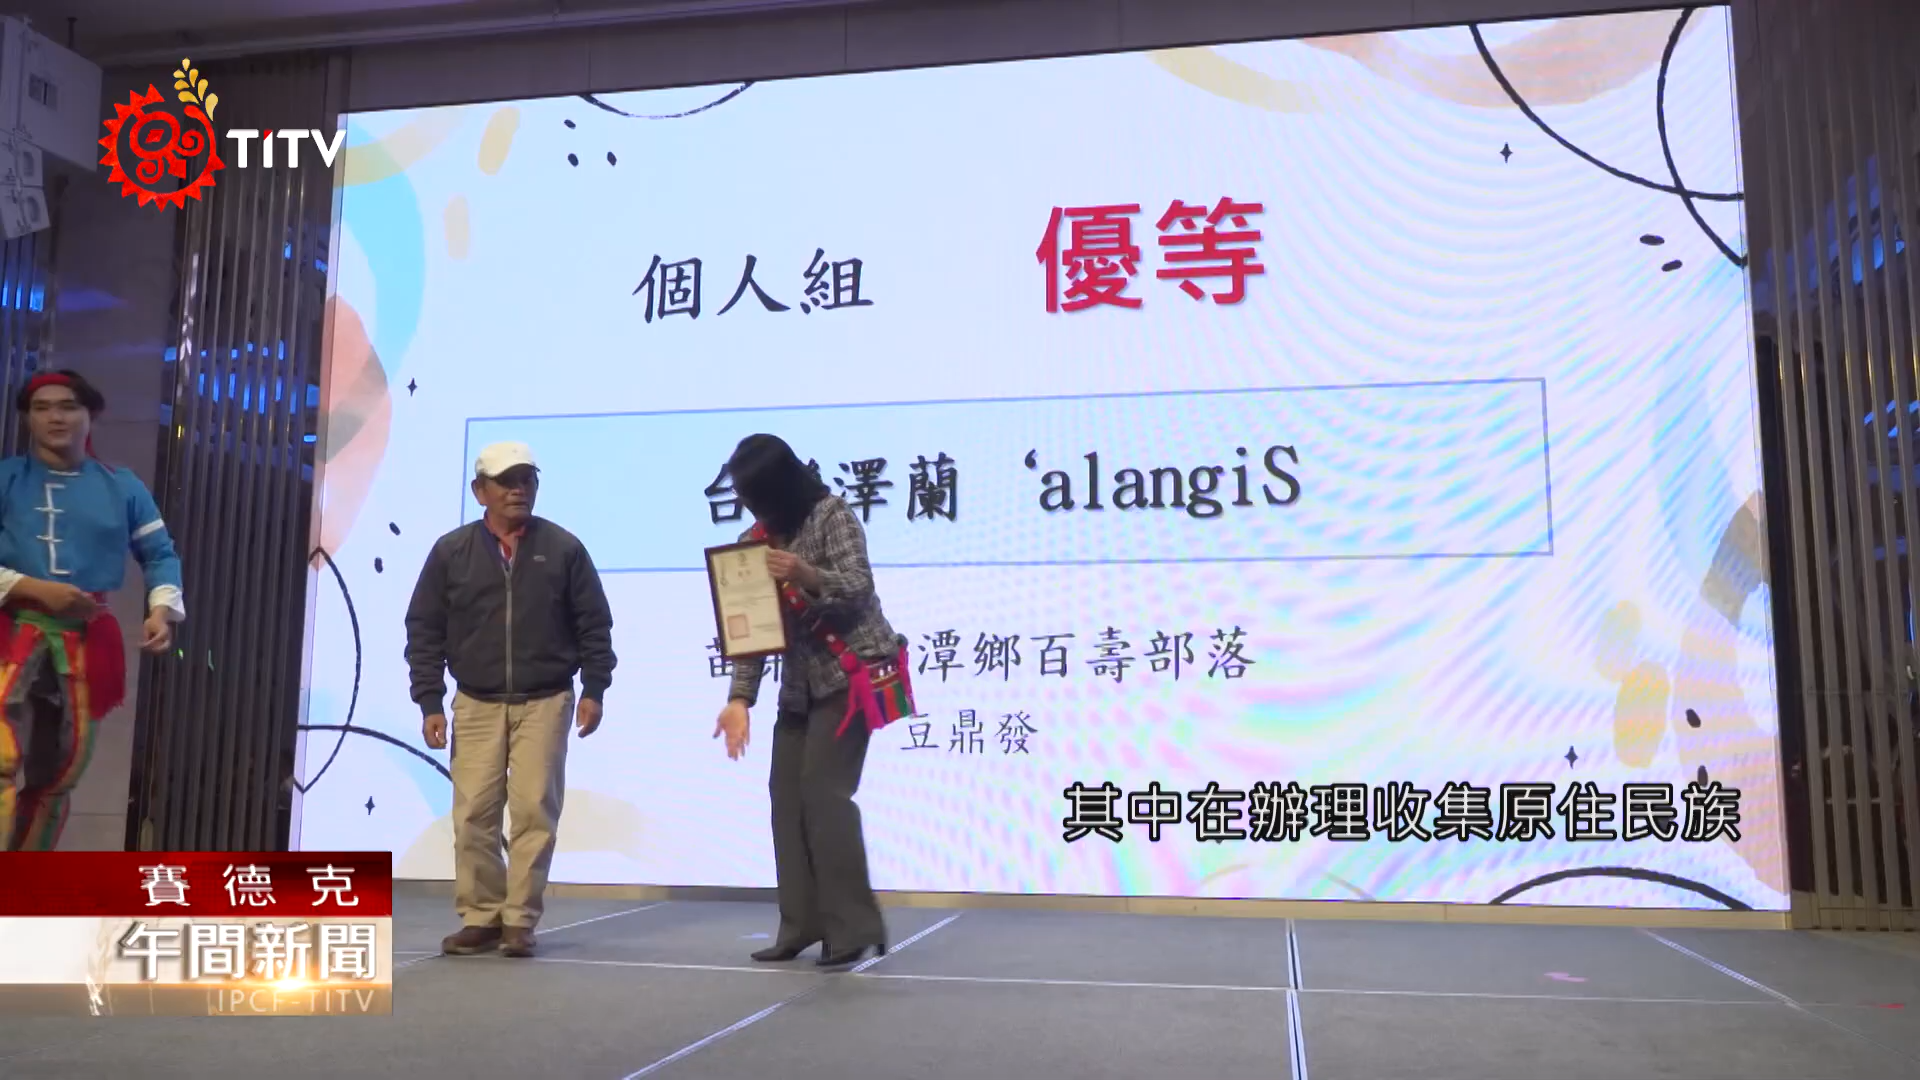 TiTV
個人組 優等
澤蘭 ‘alangiS
潭鄉百壽部落
豆鼎發
其中在辦理收集原住民族
賽德克
午間新聞
IPCF-TITV